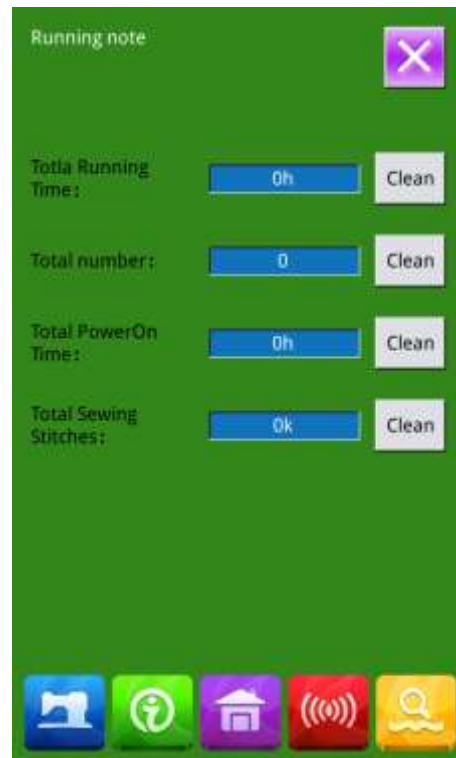 Running note
Totla Running
Time:
0h
Clean
Total number:
0
Clean
Total PowerOn
Time:
0h
Clean
Total Sewing
Stitches:
0k
Clean